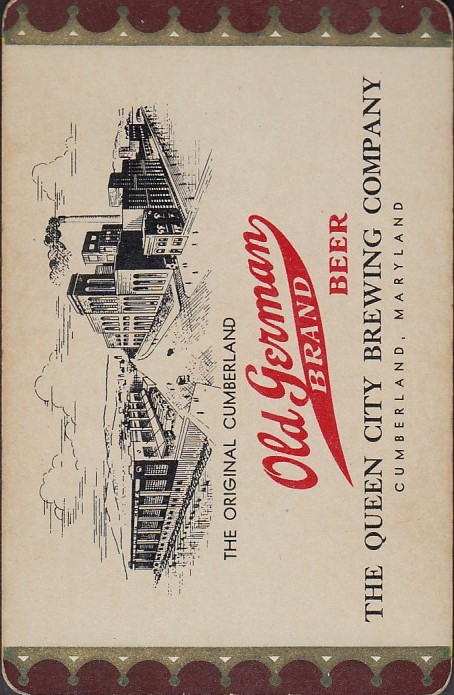 THE ORIGINAL CUMBERLAND
Old German
BRAND
BEER
THE QUEEN CITY BREWING COMPANY
CUMBERLAND, MARYLAND